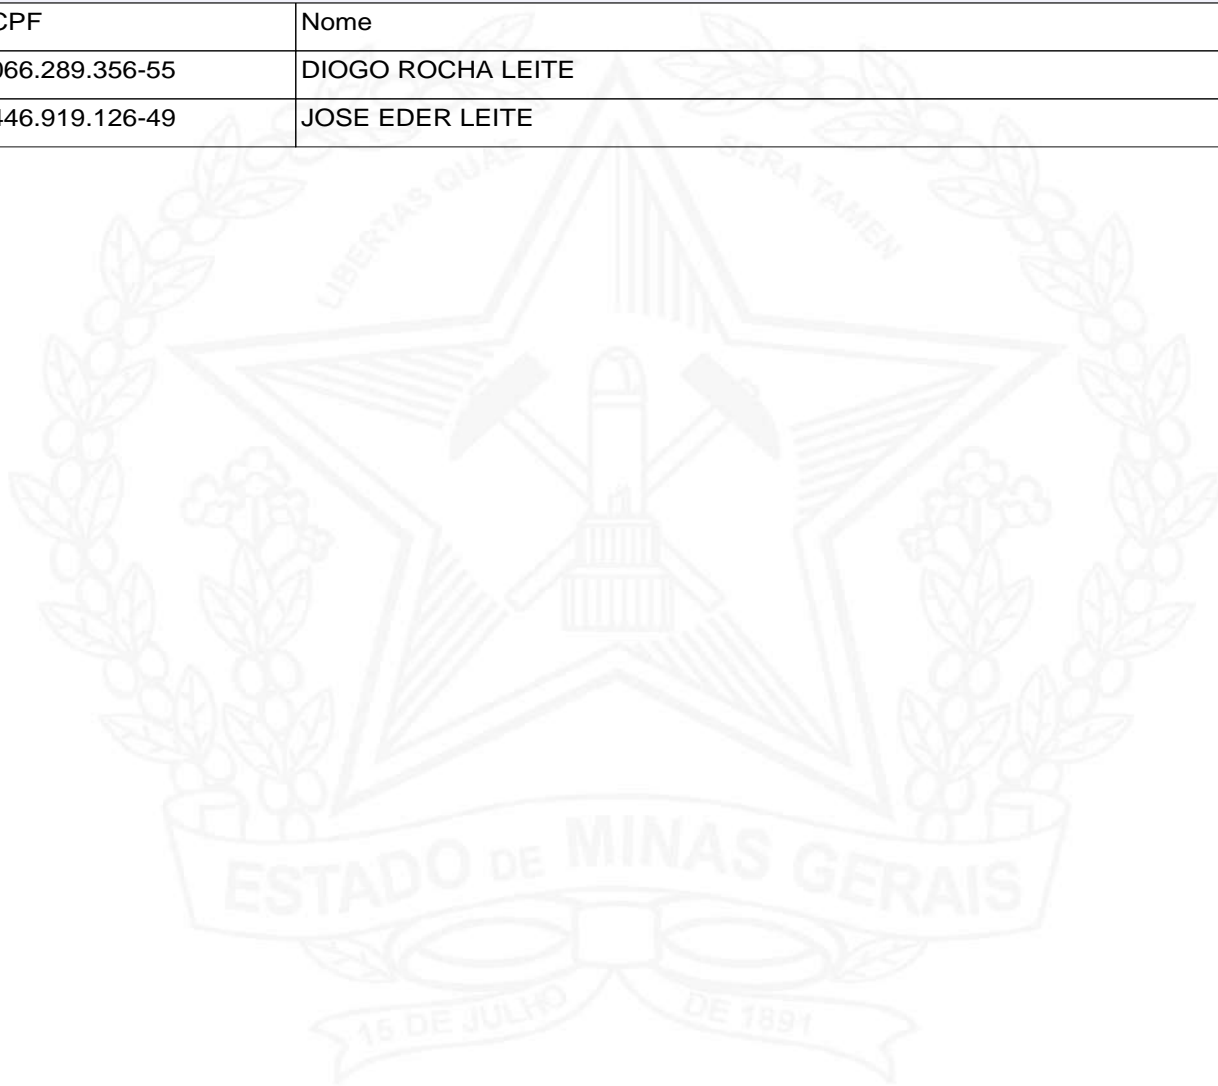 CPF Nome
066.289.356-55 DIOGO ROCHA LEITE
446.919.126-49 JOSE EDER LEITE
LIBERTAS QUAE SERA TAMEN
ESTADO DE MINAS GERAIS
15 DE JULHO DE 1891